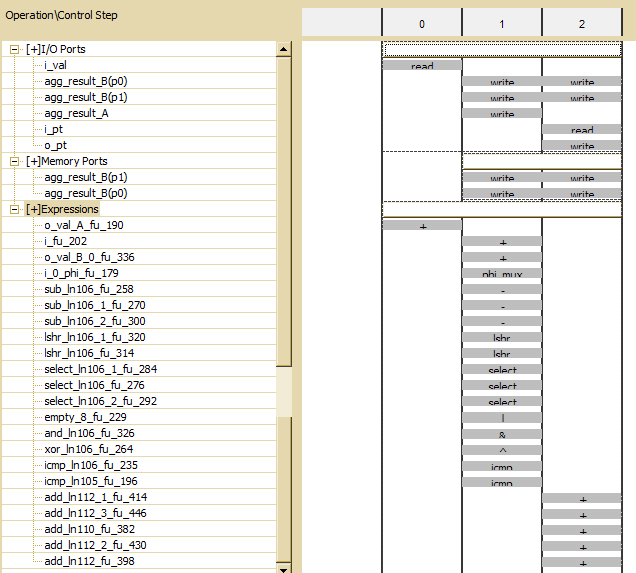 Operation\Control Step 0 1 2
[+]I/O Ports
i_val read
agg_result_B(p0) write write
agg_result_B(p1) write write
agg_result_A write
i_pt read
o_pt write
[+]Memory Ports
agg_result_B(p1) write write
agg_result_B(p0) write write
[+]Expressions
o_val_A_fu_190 +
i_fu_202 +
o_val_B_0_fu_336 +
i_0_phi_fu_179 phi_mux
sub_ln106_fu_258 -
sub_ln106_1_fu_270 -
sub_ln106_2_fu_300 -
lshr_ln106_1_fu_320 lshr
lshr_ln106_fu_314 lshr
select_ln106_1_fu_284 select
select_ln106_fu_276 select
select_ln106_2_fu_292 select
empty_8_fu_229 |
and_ln106_fu_326 &
xor_ln106_fu_264 ^
icmp_ln106_fu_235 icmp
icmp_ln105_fu_196 icmp
add_ln112_1_fu_414 +
add_ln112_3_fu_446 +
add_ln110_fu_382 +
add_ln112_2_fu_430 +
add_ln112_fu_398 +